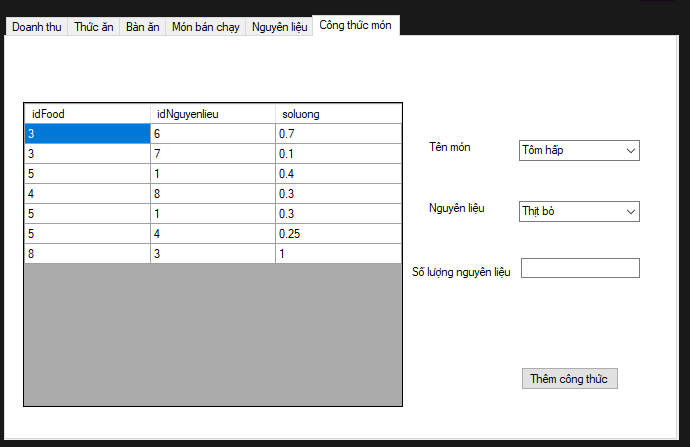 Doanh thu Thức ăn Bàn ăn Món bán chạy Nguyên liệu Công thức món
idFood idNguyenlieu soluong
3 6 0.7
3 7 0.1
5 1 0.4
4 8 0.3
5 1 0.3
5 4 0.25
8 3 1
Tên món Tôm hấp
Nguyên liệu Thịt bò
Số lượng nguyên liệu
Thêm công thức